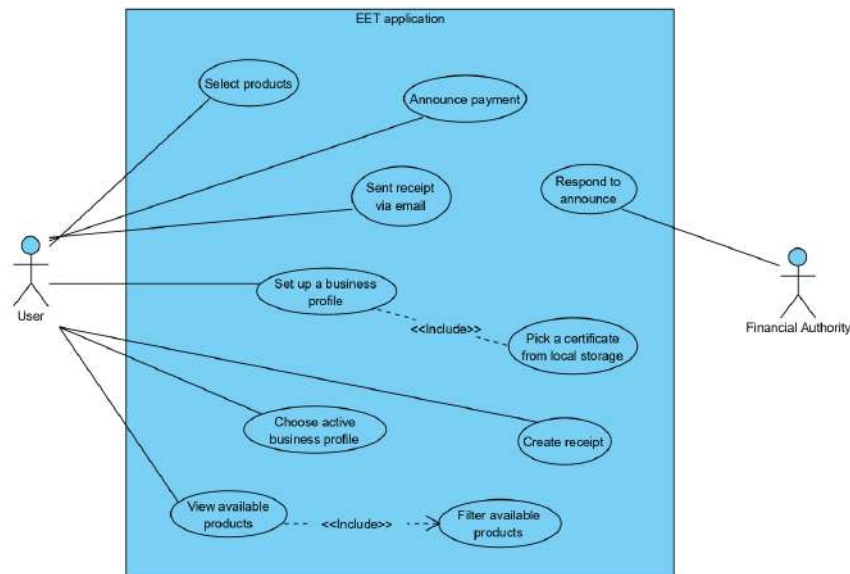 EET application
Select products
Announce payment
Sent receipt
via email
Respond to
announce
Set up a business
profile
User
Financial Authority
<<Include>>
Pick a certificate
from local storage
Choose active
business profile
Create receipt
View available
products
<<Include>>
Filter available
products